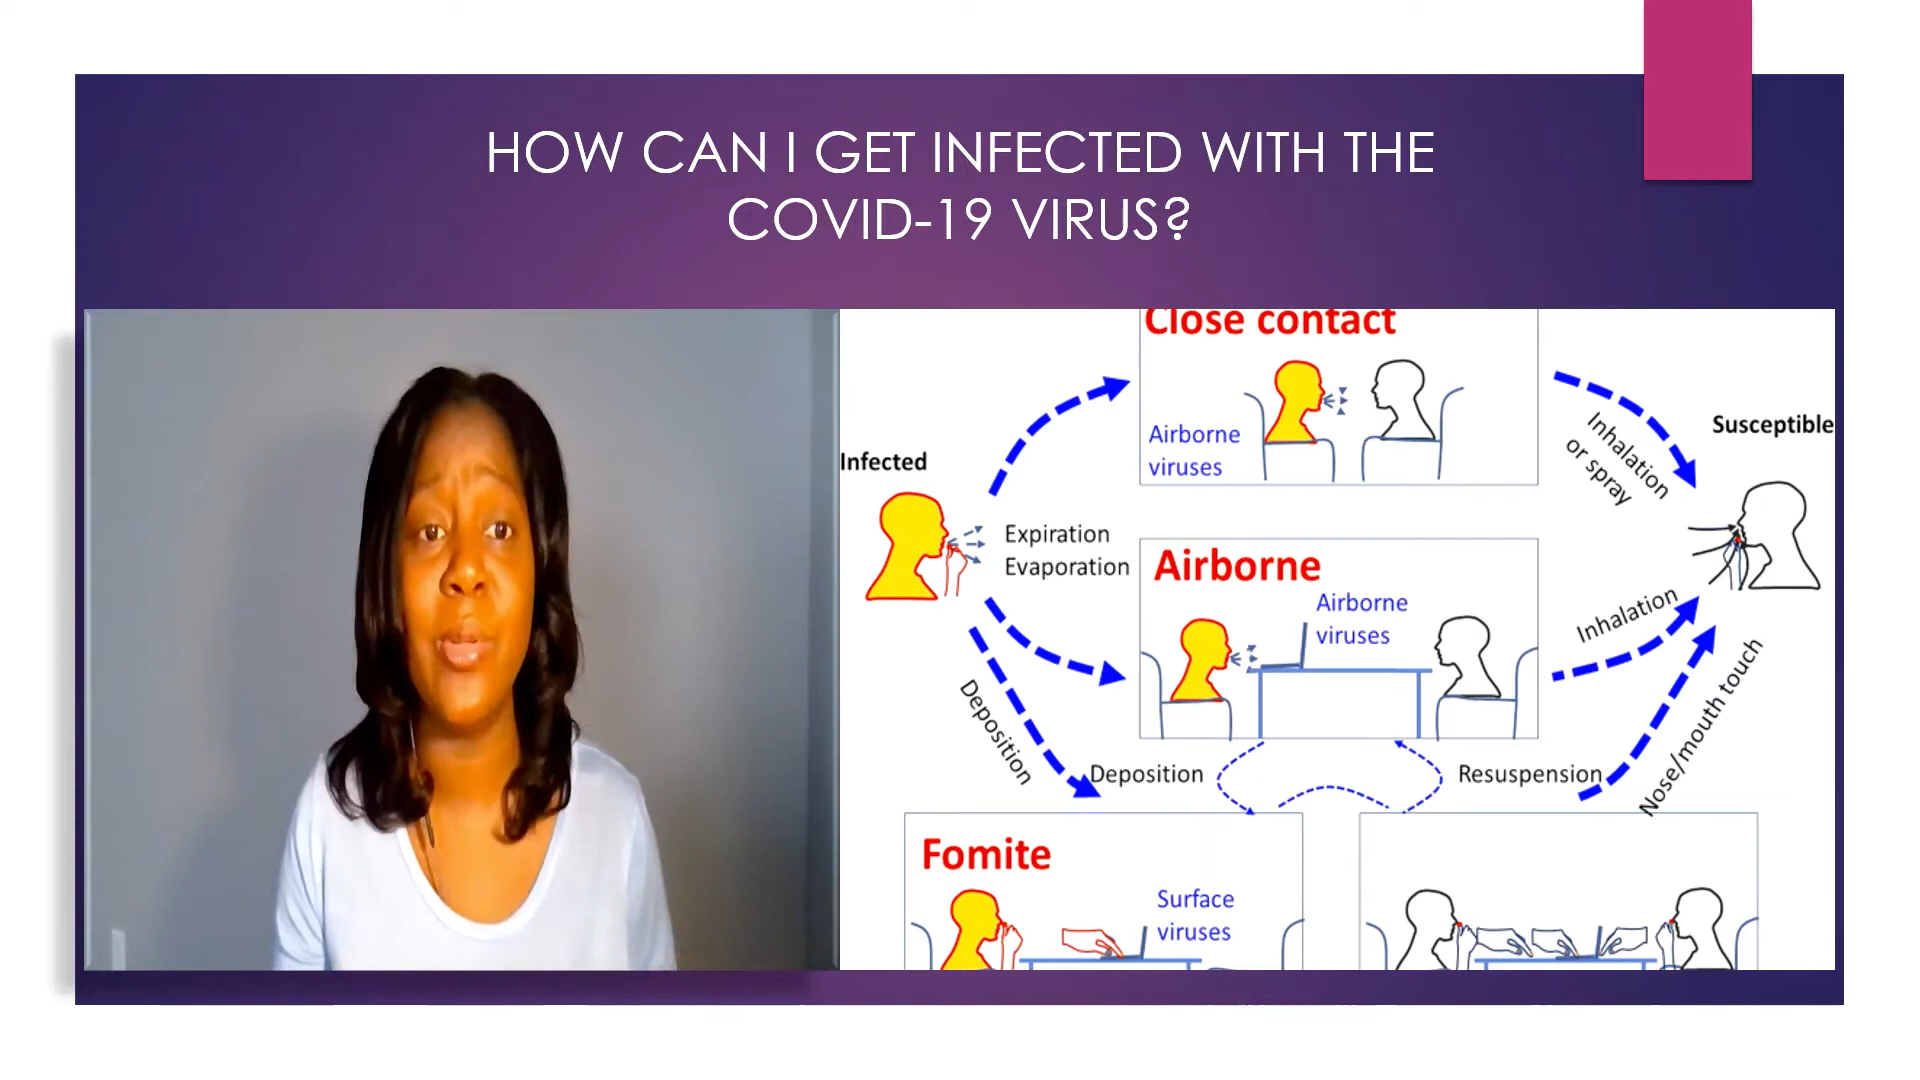 HOW CAN I GET INFECTED WITH THE
COVID-19 VIRUS?
Close contact
Airborne
viruses
Inhalation
or spray
Susceptible
Infected
Expiration
Evaporation
Airborne
Airborne
viruses
Inhalation
Deposition
Deposition
Resuspension
Nose/mouth touch
Fomite
Surface
viruses